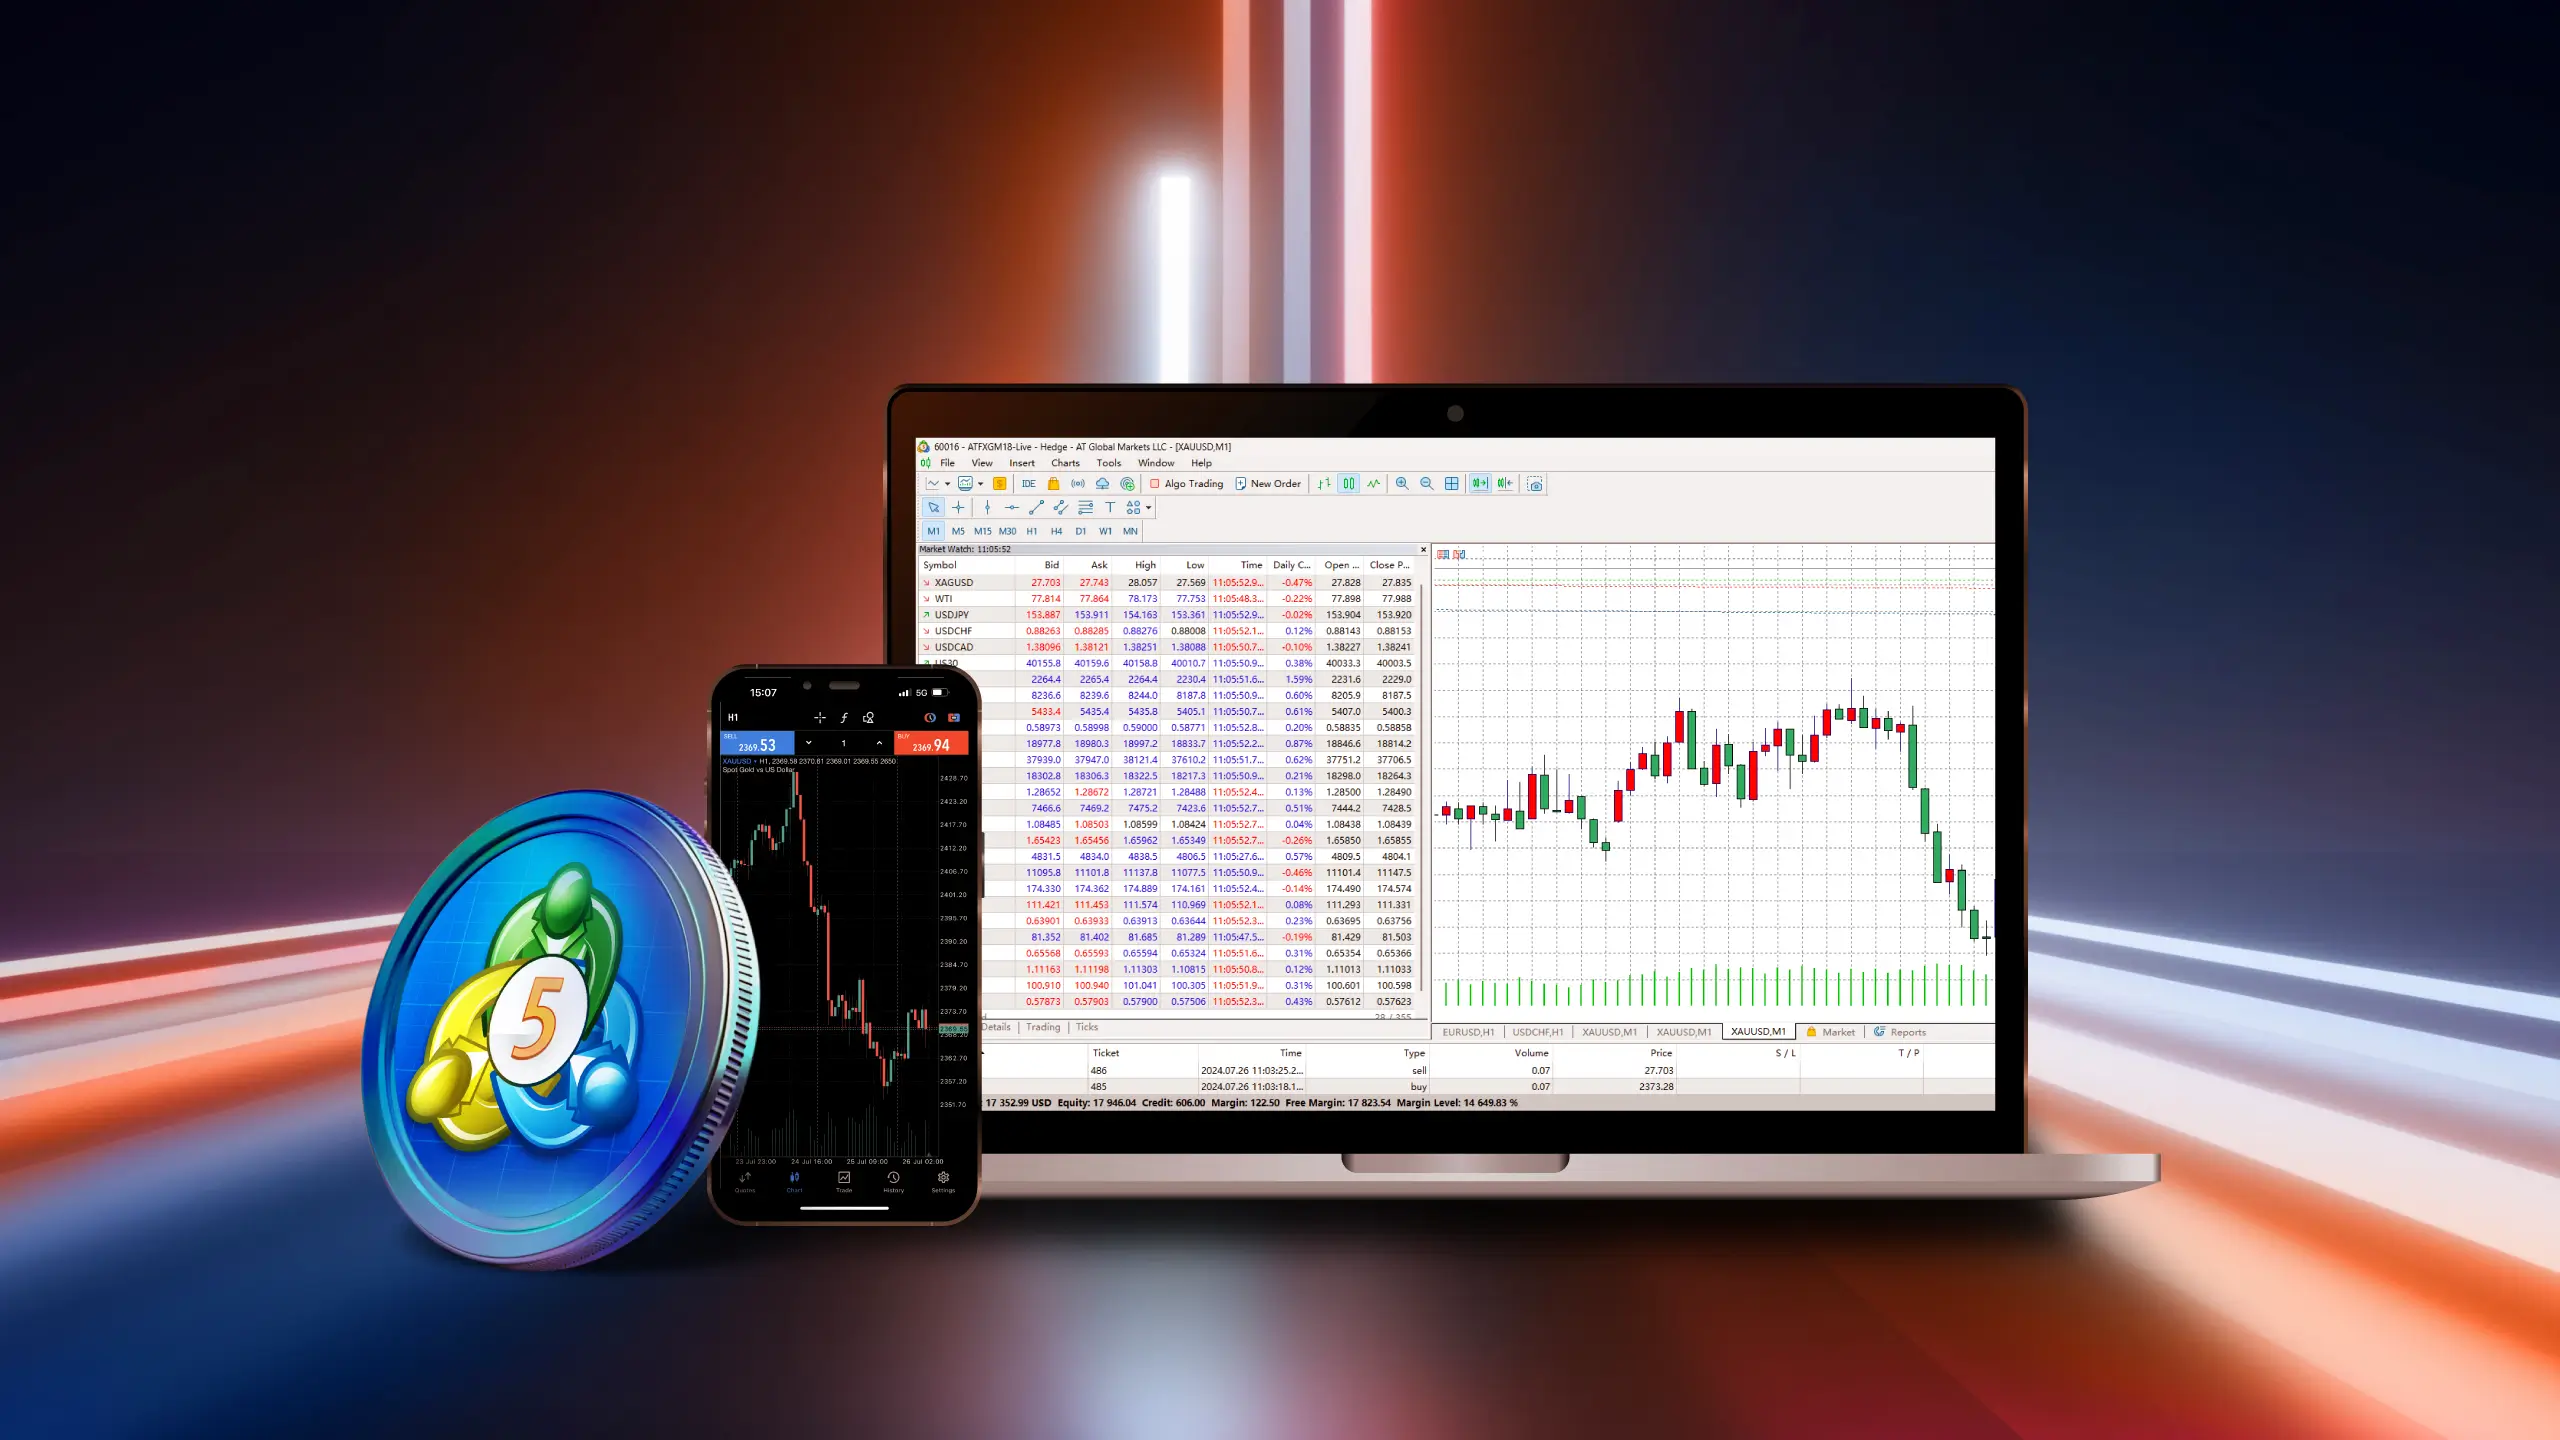 60016 - ATFXGM18-Live - Hedge - AT Global Markets LLC - [XAUUSD,M1]
File View Insert Charts Tools Window Help
IDE Algo Trading New Order
M1 M5 M15 M30 H1 H4 D1 W1 MN
Market Watch: 11:05:52
Symbol Bid Ask High Low Time Daily C... Open ... Close P...
XAGUSD 27.703 27.743 28.057 27.569 11:05:52.9... -0.47% 27.828 27.835
WTI 77.814 77.864 78.173 77.753 11:05:48.3... -0.22% 77.898 77.988
USDJPY 153.887 153.911 154.163 153.361 11:05:52.9... -0.02% 153.904 153.920
USDCHF 0.88263 0.88285 0.88276 0.88008 11:05:52.1... 0.12% 0.88143 0.88153
USDCAD 1.38096 1.38121 1.38251 1.38088 11:05:50.7... -0.10% 1.38227 1.38241
US30 40155.8 40159.6 40158.8 40010.7 11:05:50.9... 0.38% 40033.3 40003.5
2264.4 2265.4 2264.4 2230.4 11:05:51.6... 1.59% 2231.6 2229.0
8236.6 8239.6 8244.0 8187.8 11:05:50.9... 0.60% 8205.9 8187.5
5433.4 5435.4 5435.8 5405.1 11:05:50.7... 0.61% 5407.0 5400.3
0.58973 0.58998 0.59000 0.58771 11:05:52.8... 0.20% 0.58835 0.58858
18977.8 18980.3 18997.2 18833.7 11:05:52.2... 0.87% 18846.6 18814.2
37939.0 37947.0 38121.4 37610.2 11:05:51.7... 0.62% 37751.2 37706.5
18302.8 18306.3 18322.5 18217.3 11:05:50.9... 0.21% 18298.0 18264.3
1.28652 1.28672 1.28721 1.28488 11:05:52.4... 0.13% 1.28500 1.28490
7466.6 7469.2 7475.2 7423.6 11:05:52.7... 0.51% 7444.2 7428.5
1.08485 1.08503 1.08599 1.08424 11:05:52.7... 0.04% 1.08438 1.08439
1.65423 1.65456 1.65962 1.65349 11:05:52.7... -0.26% 1.65850 1.65855
4831.5 4834.0 4838.5 4806.5 11:05:27.6... 0.57% 4809.5 4804.1
11095.8 11101.8 11137.8 11077.5 11:05:50.9... -0.46% 11101.4 11147.5
174.330 174.362 174.889 174.161 11:05:52.4... -0.14% 174.490 174.574
111.421 111.453 111.574 110.969 11:05:52.1... 0.08% 111.293 111.331
0.63901 0.63933 0.63913 0.63644 11:05:52.3... 0.23% 0.63695 0.63756
81.352 81.402 81.685 81.289 11:05:47.5... -0.19% 81.429 81.503
0.65568 0.65593 0.65594 0.65324 11:05:51.6... 0.31% 0.65354 0.65366
1.11163 1.11198 1.11303 1.10815 11:05:50.8... 0.12% 1.11013 1.11033
100.910 100.940 101.041 100.305 11:05:51.9... 0.31% 100.601 100.598
0.57873 0.57903 0.57900 0.57506 11:05:52.3... 0.43% 0.57612 0.57623
28 / 355
Details Trading Ticks
EURUSD,H1 USDCHF,H1 XAUUSD,M1 XAUUSD,M1 XAUUSD,M1 Market Reports
Ticket Time Type Volume Price S / L T / P
486 2024.07.26 11:03:25.2... sell 0.07 27.703
485 2024.07.26 11:03:18.1... buy 0.07 2373.28
17 352.99 USD Equity: 17 946.04 Credit: 606.00 Margin: 122.50 Free Margin: 17 823.54 Margin Level: 14 649.83 %
15:07 5G
H1
SELL 2369.53 1 BUY 2369.94
XAUUSD • H1, 2369.58 2370.61 2369.01 2369.55 2650
Spot Gold vs US Dollar
2428.70
2423.20
2417.70
2412.20
2406.70
2401.20
2395.70
2390.20
2384.70
2379.20
2373.70
2368.20
2362.70
2357.20
2351.70
23 Jul 23:00 24 Jul 16:00 25 Jul 09:00 26 Jul 02:00
Quotes Chart Trade History Settings
5